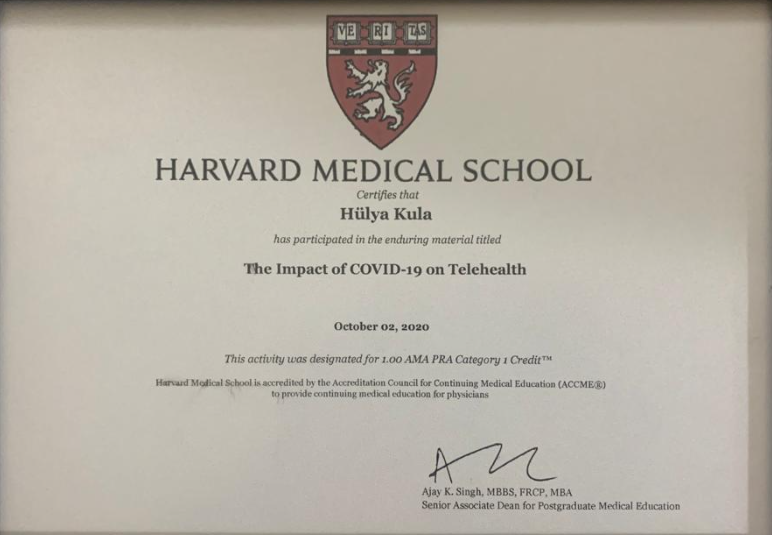 VE RI TAS
HARVARD MEDICAL SCHOOL
Certifies that
Hülya Kula
has participated in the enduring material titled
The Impact of COVID-19 on Telehealth
October 02, 2020
This activity was designated for 1.00 AMA PRA Category 1 Credit™
Harvard Medical School is accredited by the Accreditation Council for Continuing Medical Education (ACCME®)
to provide continuing medical education for physicians
Ajay K. Singh, MBBS, FRCP, MBA
Senior Associate Dean for Postgraduate Medical Education